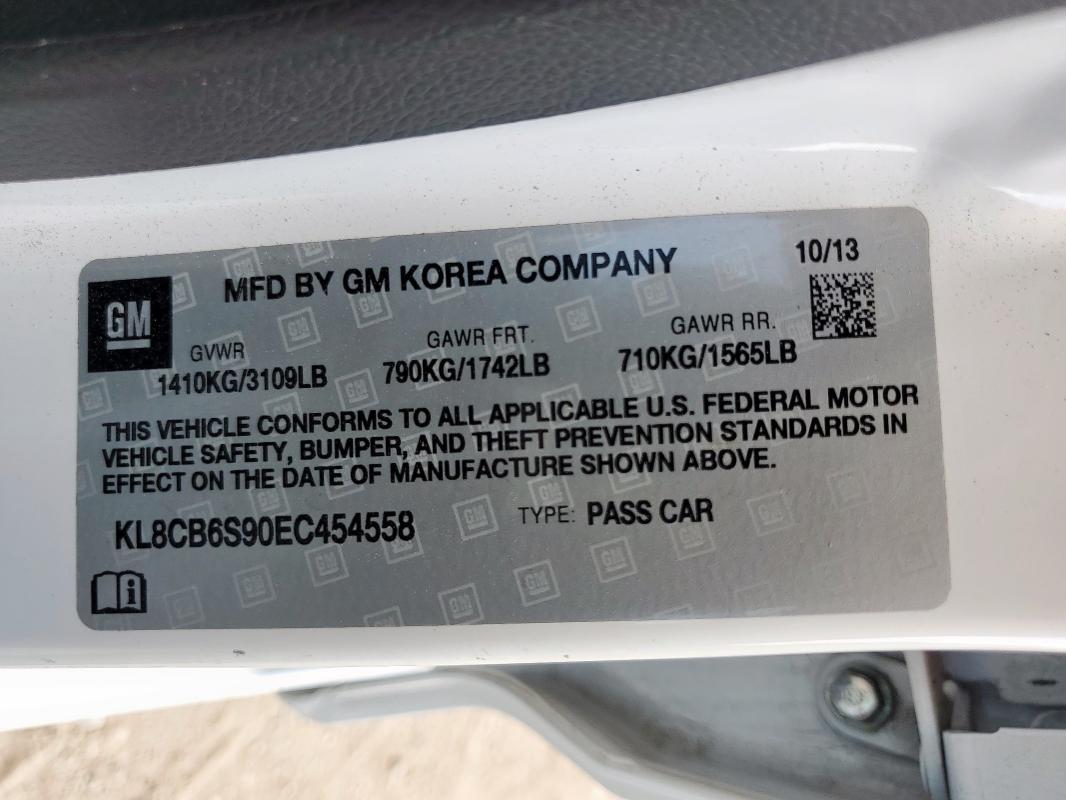 MFD BY GM KOREA COMPANY
10/13
GM
GVWR
1410KG/3109LB
GAWR FRT.
790KG/1742LB
GAWR RR.
710KG/1565LB
THIS VEHICLE CONFORMS TO ALL APPLICABLE U.S. FEDERAL MOTOR
VEHICLE SAFETY, BUMPER, AND THEFT PREVENTION STANDARDS IN
EFFECT ON THE DATE OF MANUFACTURE SHOWN ABOVE.
KL8CB6S90EC454558
TYPE: PASS CAR